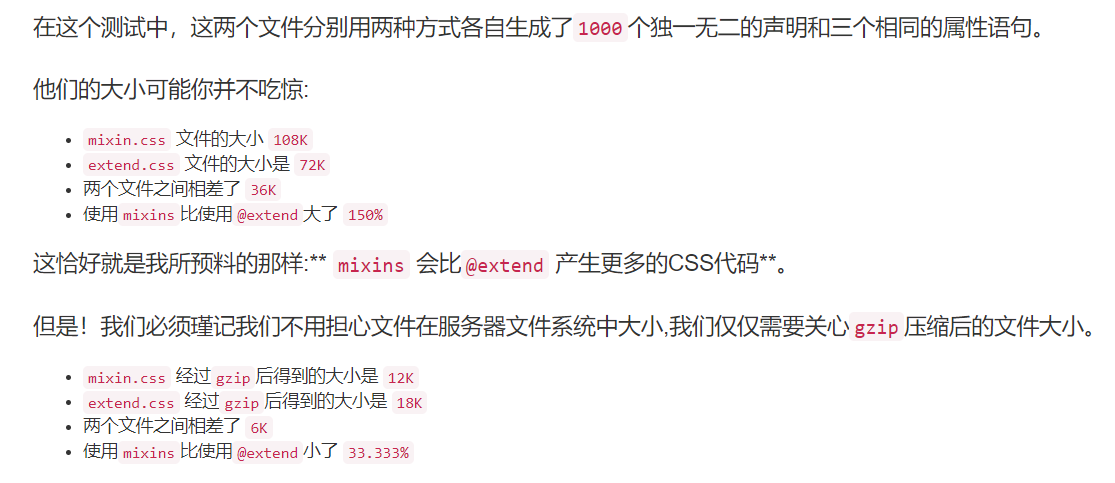 在这个测试中，这两个文件分别用两种方式各自生成了1000个独一无二的声明和三个相同的属性语句。
他们的大小可能你并不吃惊:
mixin.css 文件的大小 108K
extend.css 文件的大小是 72K
两个文件之间相差了 36K
使用mixins比使用@extend大了 150%
这恰好就是我所预料的那样:** mixins 会比@extend 产生更多的CSS代码**。
但是！我们必须瑾记我们不用担心文件在服务器文件系统中大小,我们仅仅需要关心gzip压缩后的文件大小。
mixin.css 经过gzip后得到的大小是 12K
extend.css 经过gzip后得到的大小是 18K
两个文件之间相差了 6K
使用mixins比使用@extend小了 33.333%